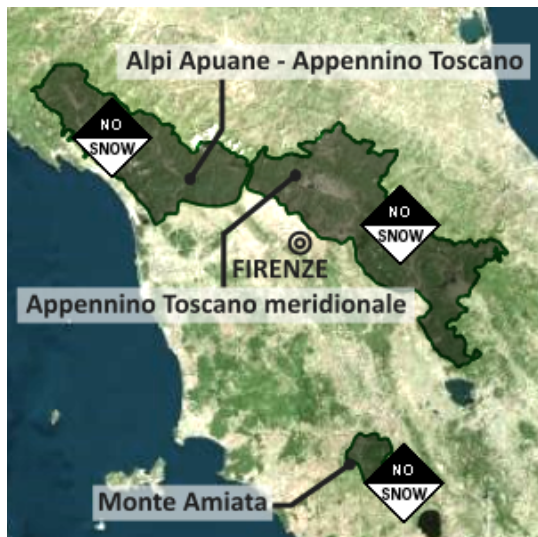 Alpi Apuane - Appennino Toscano
NO
SNOW
NO
SNOW
FIRENZE
Appennino Toscano meridionale
NO
SNOW
Monte Amiata